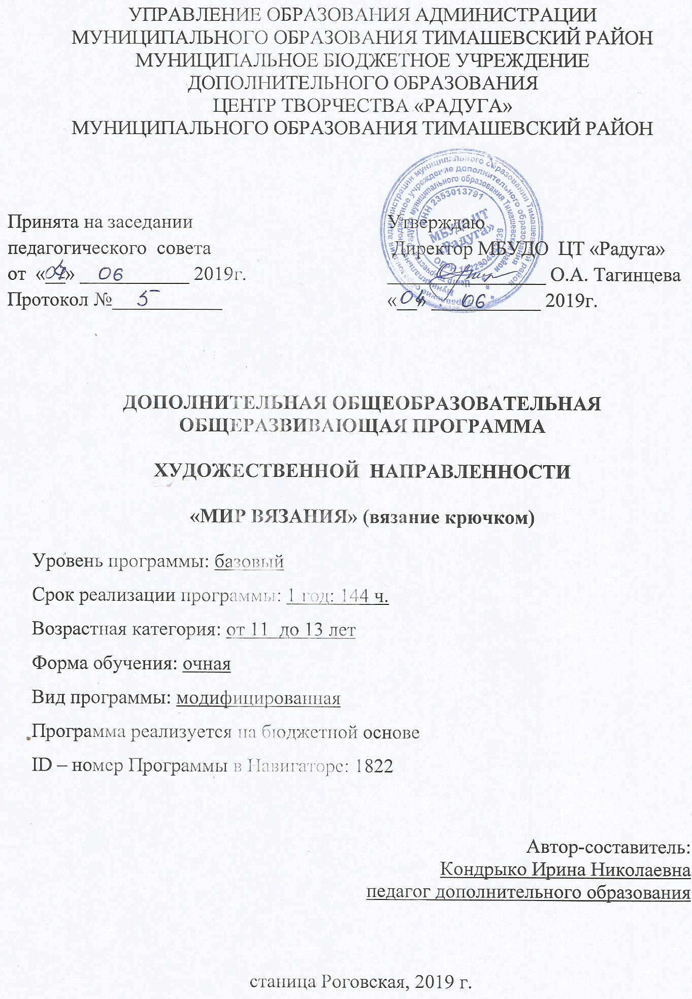 УПРАВЛЕНИЕ ОБРАЗОВАНИЯ АДМИНИСТРАЦИИ
МУНИЦИПАЛЬНОГО ОБРАЗОВАНИЯ ТИМАШЕВСКИЙ РАЙОН
МУНИЦИПАЛЬНОЕ БЮДЖЕТНОЕ УЧРЕЖДЕНИЕ
ДОПОЛНИТЕЛЬНОГО ОБРАЗОВАНИЯ
ЦЕНТР ТВОРЧЕСТВА «РАДУГА»
МУНИЦИПАЛЬНОГО ОБРАЗОВАНИЯ ТИМАШЕВСКИЙ РАЙОН
Принята на заседании
педагогического совета
от «04» 06 2019г.
Протокол № 5
Утверждаю
Директор МБУДО ЦТ «Радуга»
О.А. Тагинцева
«04» 06 2019г.
ИНН 2353013791
МБУДО ЦТ
«Радуга»
ДОПОЛНИТЕЛЬНАЯ ОБЩЕОБРАЗОВАТЕЛЬНАЯ
ОБЩЕРАЗВИВАЮЩАЯ ПРОГРАММА
ХУДОЖЕСТВЕННОЙ НАПРАВЛЕННОСТИ
«МИР ВЯЗАНИЯ» (вязание крючком)
Уровень программы: базовый
Срок реализации программы: 1 год: 144 ч.
Возрастная категория: от 11 до 13 лет
Форма обучения: очная
Вид программы: модифицированная
Программа реализуется на бюджетной основе
ID – номер Программы в Навигаторе: 1822
Автор-составитель:
Кондрыко Ирина Николаевна
педагог дополнительного образования
станица Роговская, 2019 г.